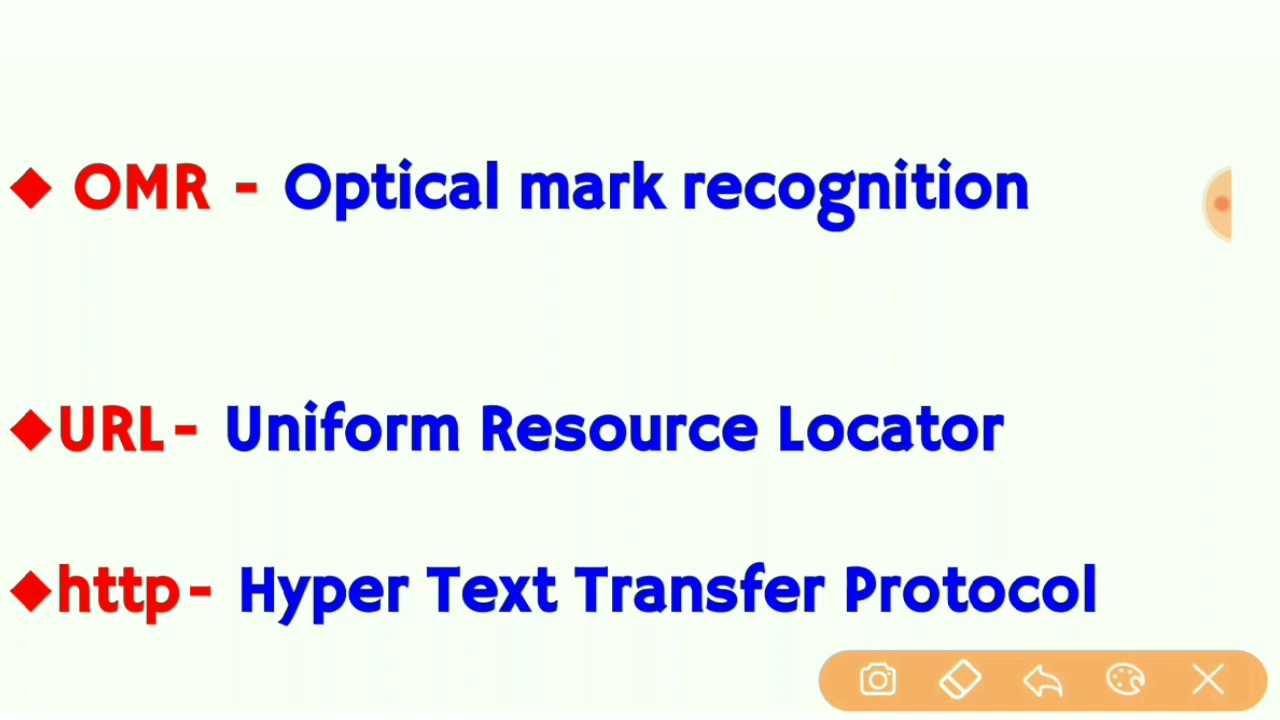 ◆ OMR - Optical mark recognition
◆URL- Uniform Resource Locator
◆http- Hyper Text Transfer Protocol